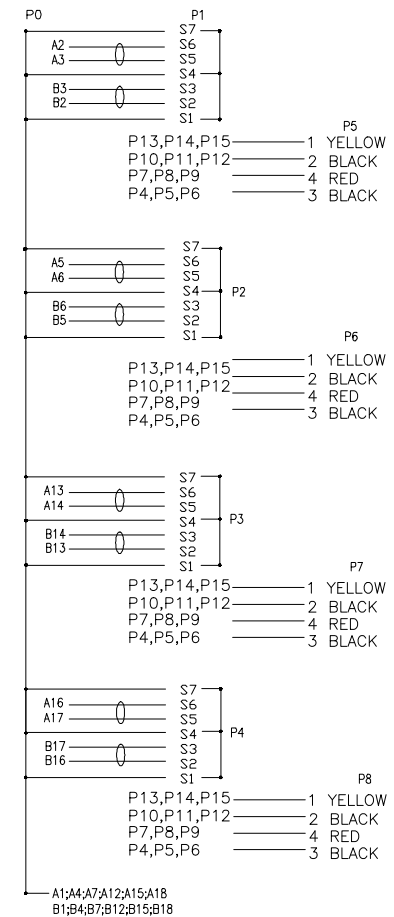 P0 P1
S7
A2 S6
A3 S5
S4
B3 S3
B2 S2
S1
P5
P13,P14,P15 1 YELLOW
P10,P11,P12 2 BLACK
P7,P8,P9 4 RED
P4,P5,P6 3 BLACK
S7
A5 S6
A6 S5
S4 P2
B6 S3
B5 S2
S1
P6
P13,P14,P15 1 YELLOW
P10,P11,P12 2 BLACK
P7,P8,P9 4 RED
P4,P5,P6 3 BLACK
S7
A13 S6
A14 S5
S4 P3
B14 S3
B13 S2
S1
P7
P13,P14,P15 1 YELLOW
P10,P11,P12 2 BLACK
P7,P8,P9 4 RED
P4,P5,P6 3 BLACK
S7
A16 S6
A17 S5
S4 P4
B17 S3
B16 S2
S1
P8
P13,P14,P15 1 YELLOW
P10,P11,P12 2 BLACK
P7,P8,P9 4 RED
P4,P5,P6 3 BLACK
A1;A4;A7;A12;A15;A18
B1;B4;B7;B12;B15;B18